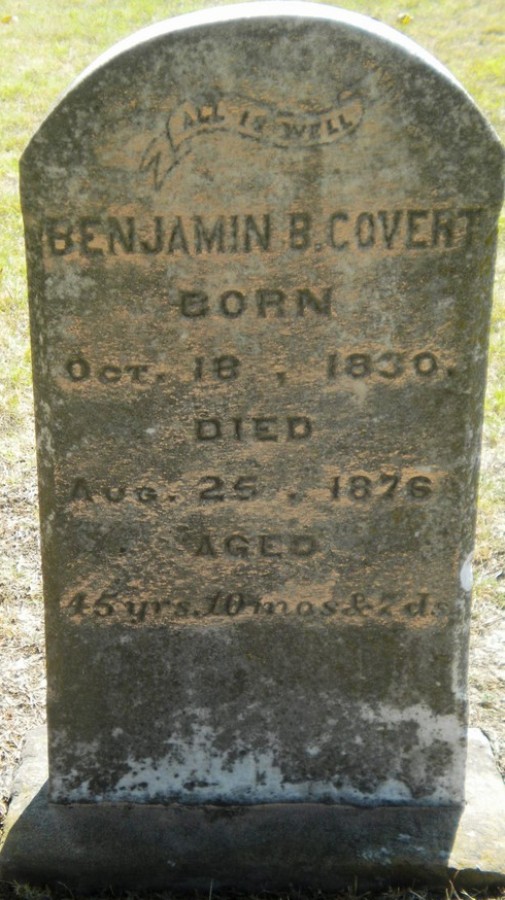 ALL IS WELL
BENJAMIN B. COVERT
BORN
OCT. 18, 1830.
DIED
AUG. 25, 1876
AGED
45 yrs. 10 mos & 7 ds.